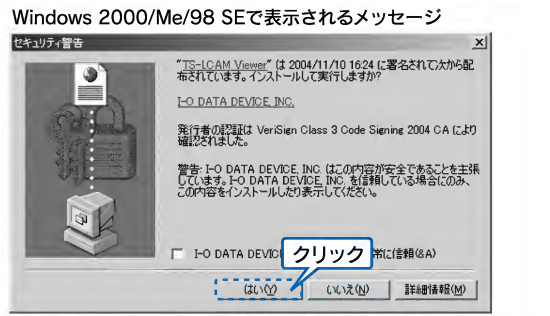 Windows 2000/Me/98 SEで表示されるメッセージ
セキュリティ警告
"TS-LCAM Viewer" は 2004/11/10 16:24 に署名されて次から配
布されています。インストールして実行しますか?
I-O DATA DEVICE, INC.
発行者の認証は VeriSign Class 3 Code Signing 2004 CA により
確認されました。
警告: I-O DATA DEVICE, INC. はこの内容が安全であることを主張
しています。I-O DATA DEVICE, INC. を信頼している場合にのみ、
この内容をインストールしたり表示してください。
I-O DATA DEVIC 常に信頼(&A)
クリック
はい(Y)
いいえ(N)
詳細情報(M)